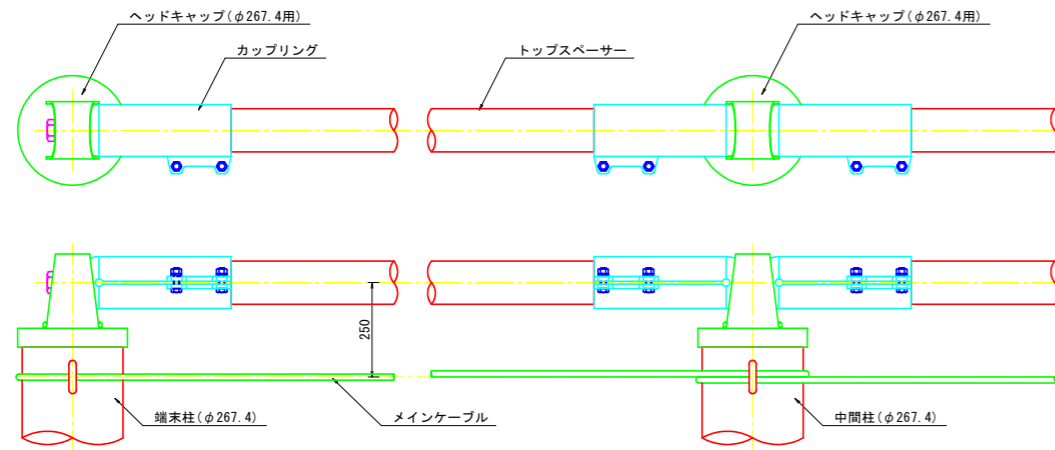 ヘッドキャップ(φ267.4用)
ヘッドキャップ(φ267.4用)
カップリング
トップスペーサー
250
端末柱(φ267.4)
メインケーブル
中間柱(φ267.4)